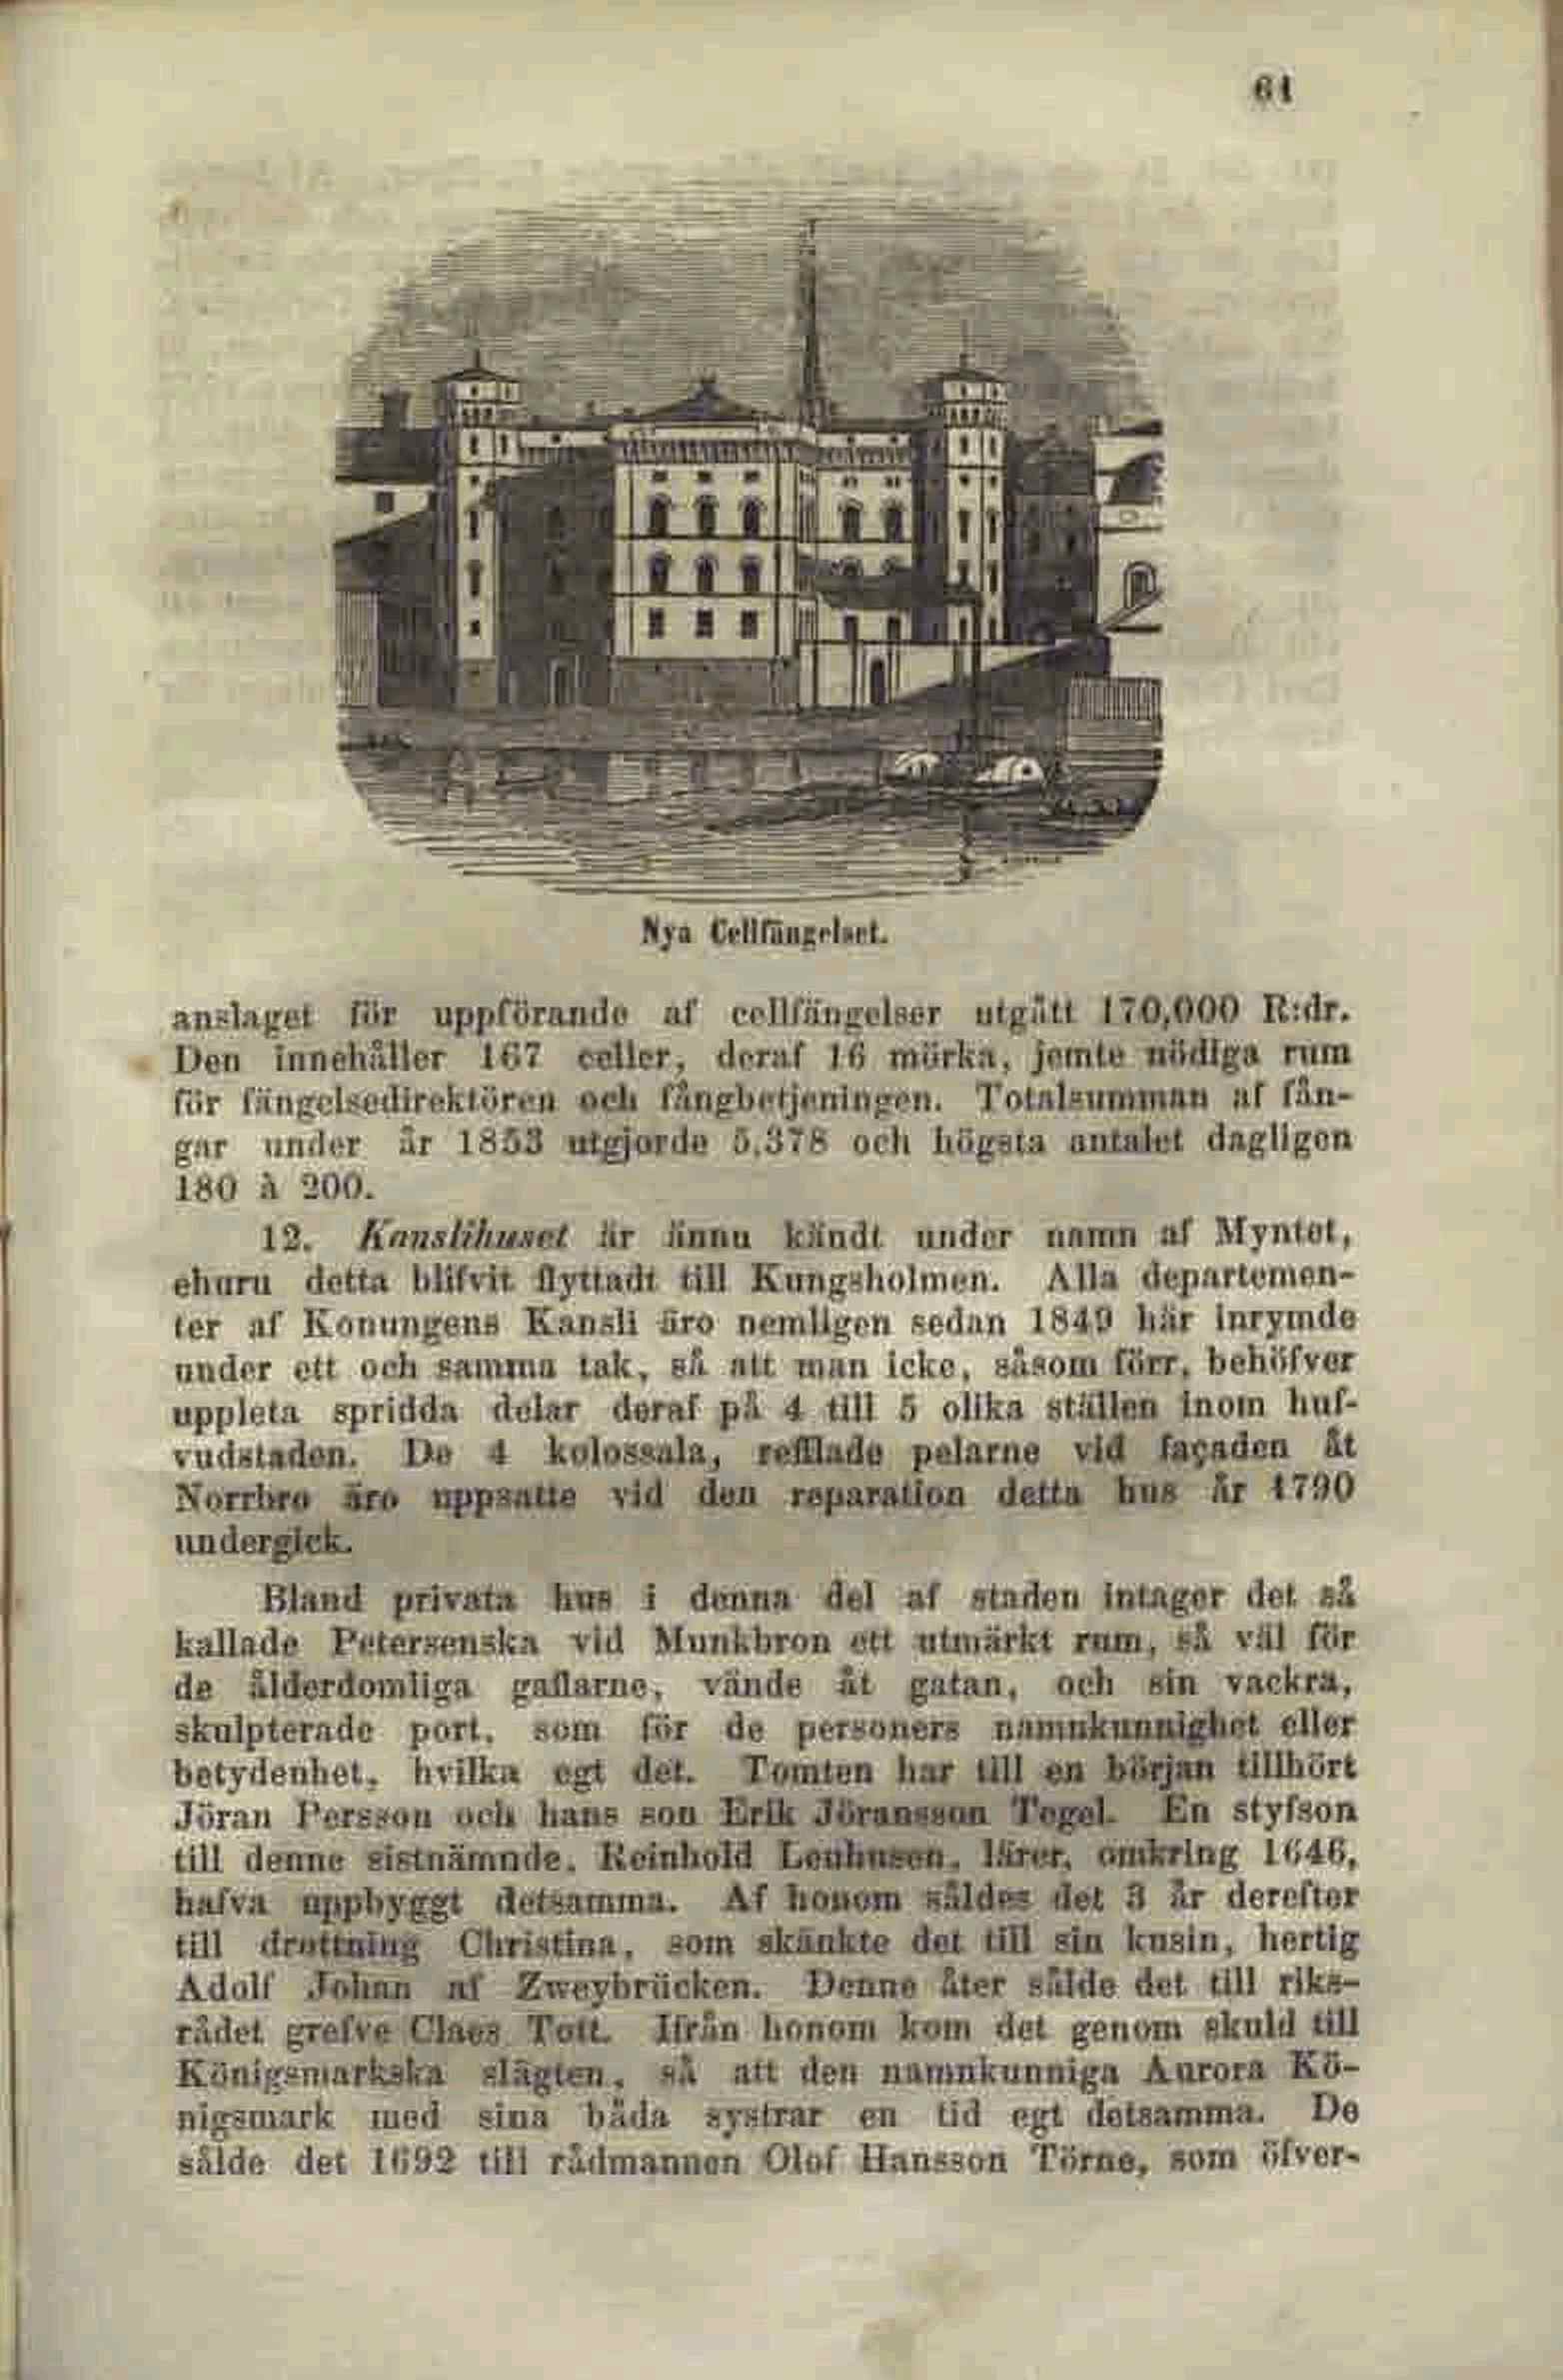 61
Nya Cellfängelset.
anslaget för uppförande af cellfängelser utgått 170,000 R:dr.
Den innehåller 167 celler, deraf 16 mörka, jemte nödiga rum
för fängelsedirektören och fångbetjeningen. Totalsumman af fån-
gar under år 1853 utgjorde 5,378 och högsta antalet dagligen
180 à 200.
12. Kanslihuset är ännu kändt under namn af Myntet,
ehuru detta blifvit flyttadt till Kungsholmen. Alla departemen-
ter af Konungens Kansli äro nemligen sedan 1849 här inrymde
under ett och samma tak, så att man icke, såsom förr, behöfver
uppleta spridda delar deraf på 4 till 5 olika ställen inom huf-
vudstaden. De 4 kolossala, refflade pelarne vid façaden åt
Norrbro äro uppsatte vid den reparation detta hus år 1790
undergick.
Bland privata hus i denna del af staden intager det så
kallade Petersenska vid Munkbron ett utmärkt rum, så väl för
de ålderdomliga gaflarne, vände åt gatan, och sin vackra,
skulpterade port, som för de personers namnkunnighet eller
betydenhet, hvilka egt det. Tomten har till en början tillhört
Jöran Persson och hans son Erik Jöransson Tegel. En styfson
till denne sistnämnde, Reinhold Leuhusen, lärer, omkring 1646,
hafva uppbyggt detsamma. Af honom såldes det 3 år derefter
till drottning Christina, som skänkte det till sin kusin, hertig
Adolf Johan af Zweybrücken. Denne åter sålde det till riks-
rådet grefve Claes Tott. Ifrån honom kom det genom skuld till
Königsmarkska slägten, så att den namnkunniga Aurora Kö-
nigsmark med sina båda systrar en tid egt detsamma. De
sålde det 1692 till rådmannen Olof Hansson Törne, som öfver-